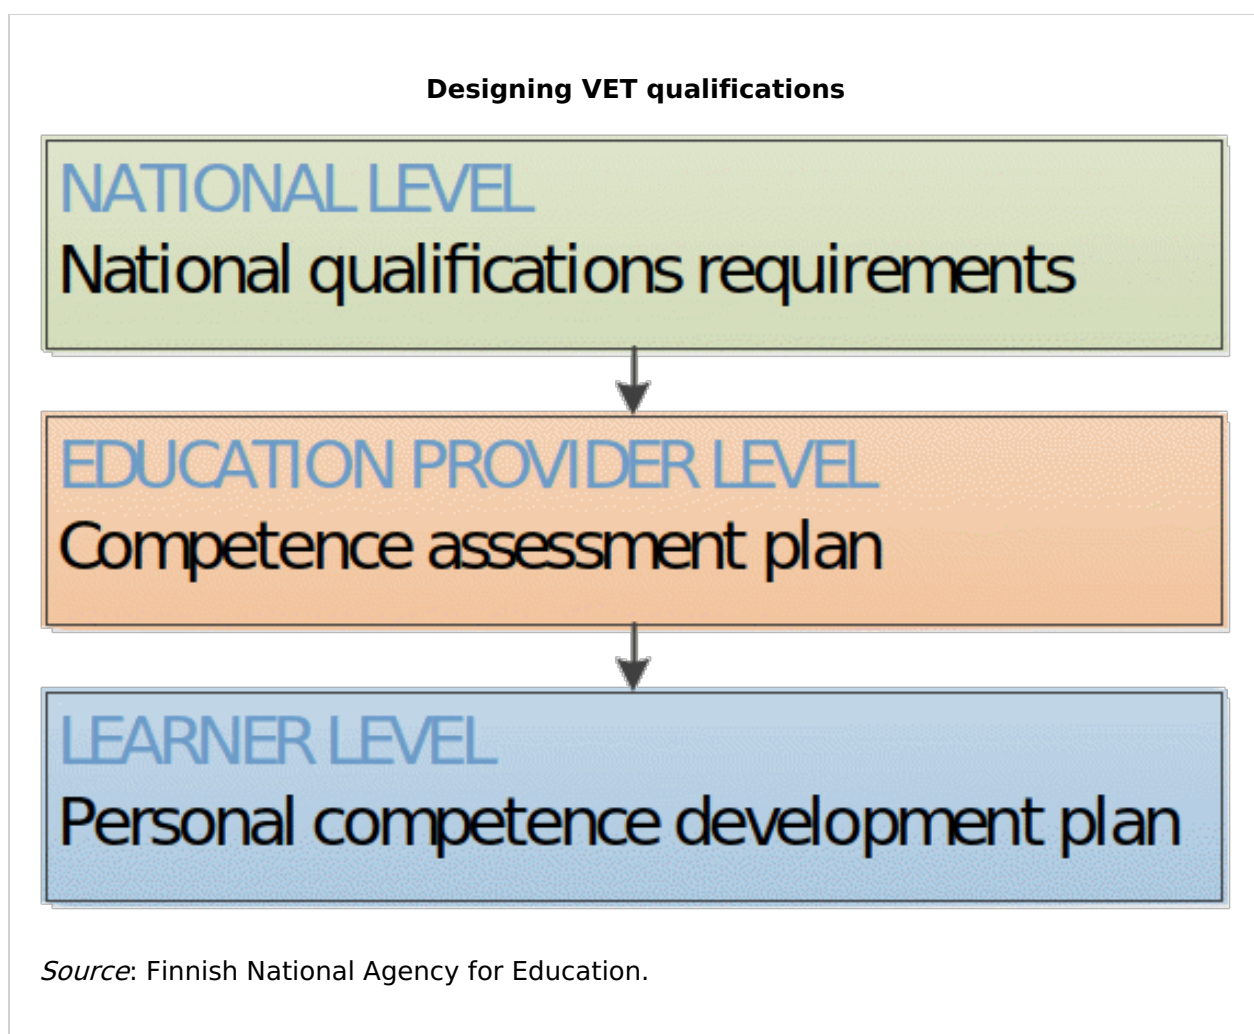 Designing VET qualifications
NATIONAL LEVEL
National qualifications requirements
EDUCATION PROVIDER LEVEL
Competence assessment plan
LEARNER LEVEL
Personal competence development plan
Source: Finnish National Agency for Education.